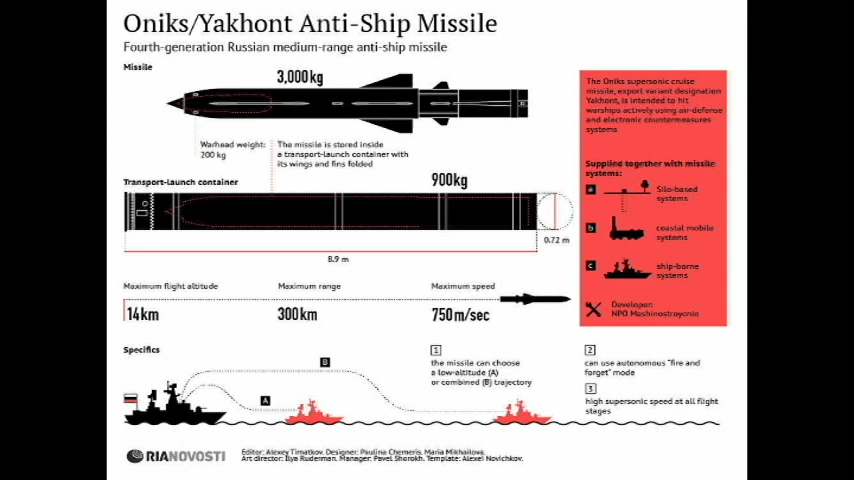 Oniks/Yakhont Anti-Ship Missile
Fourth-generation Russian medium-range anti-ship missile
Missile
3,000kg
Warhead weight:
200 kg
The missile is stored inside
a transport-launch container with
its wings and fins folded
Transport-launch container
900kg
0.72 m
8.9 m
Maximum flight altitude
14km
Maximum range
300km
Maximum speed
750m/sec
The Oniks supersonic cruise
missile, export variant designation
Yakhont, is intended to hit
warships actively using air-defense
and electronic countermeasures
systems
Supplied together with missile
systems:
a
Silo-based
systems
b
coastal mobile
systems
c
ship-borne
systems
Developer:
NPO Mashinostroyenie
Specifics
B
A
1
the missile can choose
a low-altitude (A)
or combined (B) trajectory
2
can use autonomous "fire and
forget" mode
3
high supersonic speed at all flight
stages
RIANOVOSTI
Editor: Alexey Timatkov, Designer: Paulina Chemeris, Maria Mikhailova,
Art director: Ilya Ruderman, Manager: Pavel Shorokh, Template: Alexei Novichkov.